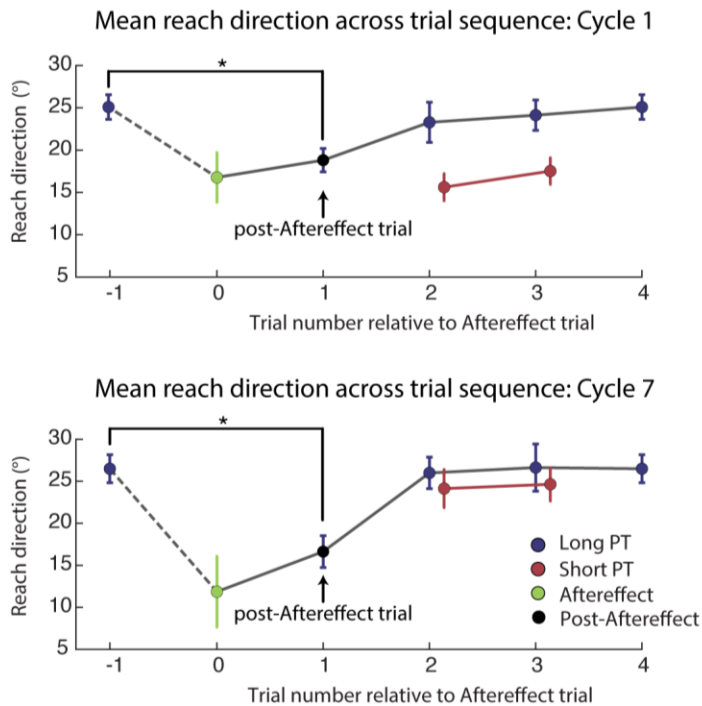 Mean reach direction across trial sequence: Cycle 1
Reach direction (°)
30
25
20
15
10
5
*
post-Aftereffect trial
-1 0 1 2 3 4
Trial number relative to Aftereffect trial
Mean reach direction across trial sequence: Cycle 7
Reach direction (°)
30
25
20
15
10
5
*
post-Aftereffect trial
Long PT
Short PT
Aftereffect
Post-Aftereffect
-1 0 1 2 3 4
Trial number relative to Aftereffect trial